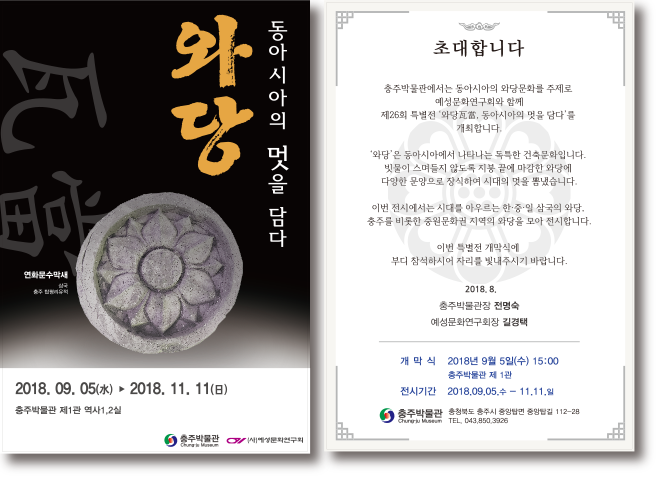 瓦當
와당
동아시아의 멋을 담다
연화문수막새
삼국
충주 탑평리유적
2018. 09. 05(水) ▶ 2018. 11. 11(日)
충주박물관 제1관 역사1,2실
충주박물관
Chung-ju Museum
(사)예성문화연구회
초대합니다
충주박물관에서는 동아시아의 와당문화를 주제로
예성문화연구회와 함께
제26회 특별전 '와당瓦當, 동아시아의 멋을 담다'를
개최합니다.
'와당'은 동아시아에서 나타나는 독특한 건축문화입니다.
빗물이 스며들지 않도록 지붕 끝에 마감한 와당에
다양한 문양으로 장식하여 시대의 멋을 뽐냈습니다.
이번 전시에서는 시대를 아우르는 한·중·일 삼국의 와당,
충주를 비롯한 중원문화권 지역의 와당을 모아 전시합니다.
이번 특별전 개막식에
부디 참석하시어 자리를 빛내주시기 바랍니다.
2018. 8.
충주박물관장 전명숙
예성문화연구회장 길경택
개 막 식 2018년 9월 5일(수) 15:00
충주박물관 제 1관
전시기간 2018.09.05.수 – 11.11.일
충주박물관
Chung-ju Museum
충청북도 충주시 중앙탑면 중앙탑길 112-28
TEL. 043.850.3926